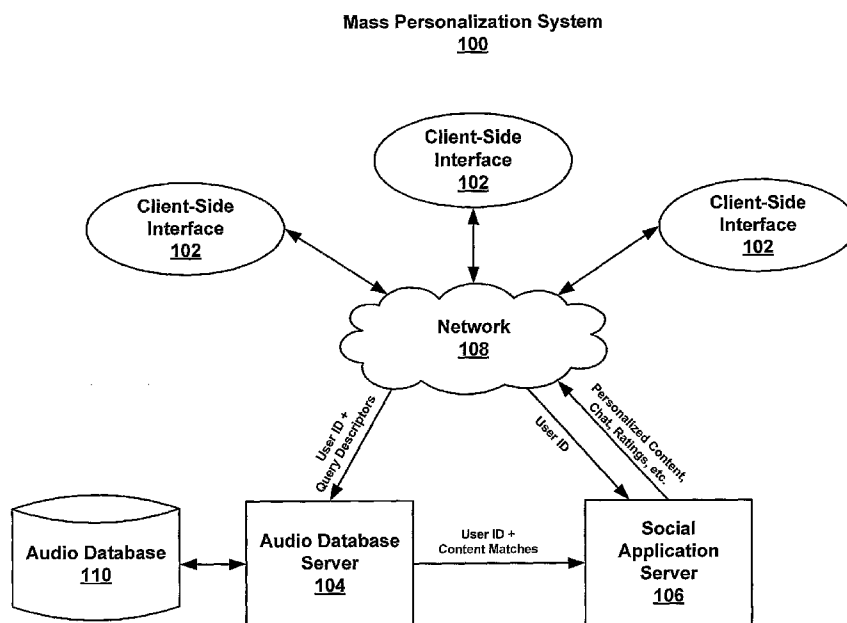 Mass Personalization System
100
Client-Side
Interface
102
Client-Side
Interface
102
Client-Side
Interface
102
Network
108
User ID +
Query Descriptors
User ID
Personalized Content,
Chat, Ratings, etc.
Audio Database
110
Audio Database
Server
104
User ID +
Content Matches
Social
Application
Server
106